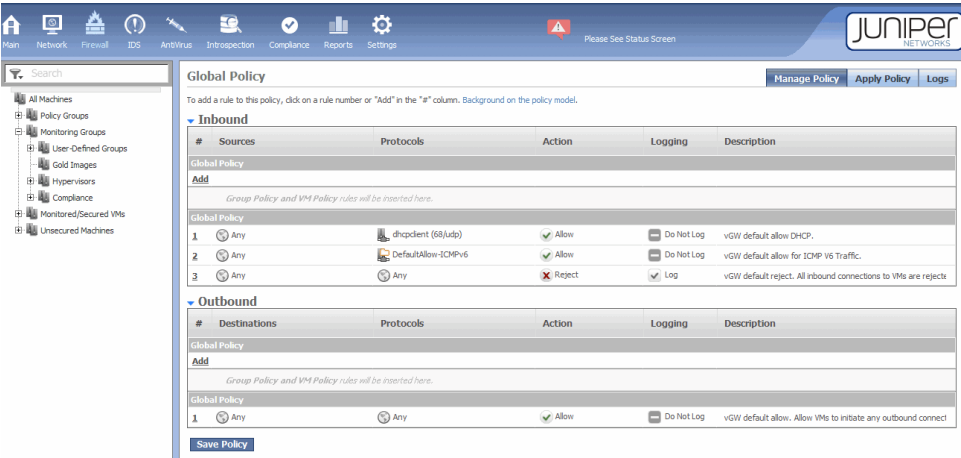 Main Network Firewall IDS AntiVirus Introspection Compliance Reports Settings
Please See Status Screen
JUNIPER
NETWORKS
Search
All Machines
Policy Groups
Monitoring Groups
User-Defined Groups
Gold Images
Hypervisors
Compliance
Monitored/Secured VMs
Unsecured Machines
Global Policy
Manage Policy Apply Policy Logs
To add a rule to this policy, click on a rule number or "Add" in the "#" column. Background on the policy model.
Inbound
# Sources Protocols Action Logging Description
Global Policy
Add
Group Policy and VM Policy rules will be inserted here.
Global Policy
1 Any dhcpclient (68/udp) Allow Do Not Log vGW default allow DHCP.
2 Any DefaultAllow-ICMPv6 Allow Do Not Log vGW default allow for ICMP V6 Traffic.
3 Any Any Reject Log vGW default reject. All inbound connections to VMs are rejecte
Outbound
# Destinations Protocols Action Logging Description
Global Policy
Add
Group Policy and VM Policy rules will be inserted here.
Global Policy
1 Any Any Allow Do Not Log vGW default allow. Allow VMs to initiate any outbound connect
Save Policy